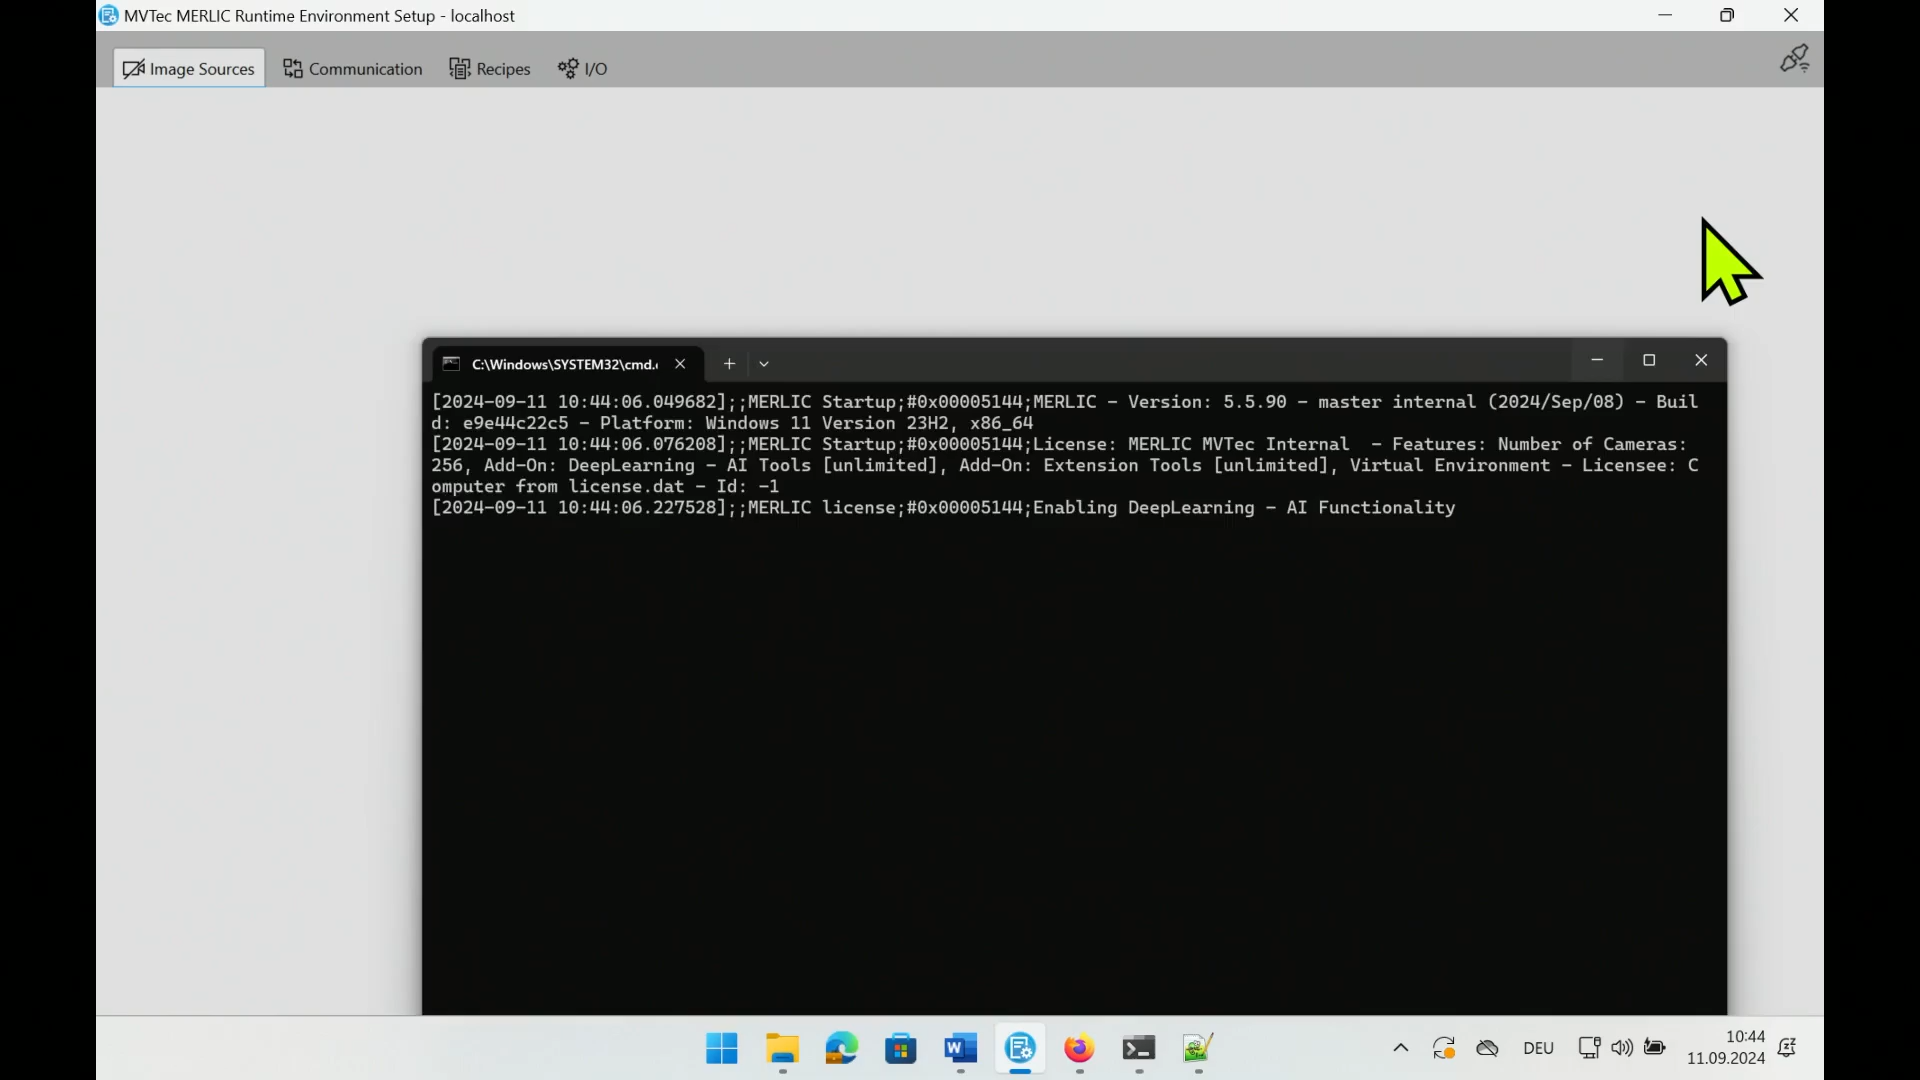 MVTec MERLIC Runtime Environment Setup - localhost
Image Sources
Communication
Recipes
I/O
C:\Windows\SYSTEM32\cmd.
[2024-09-11 10:44:06.049682];;MERLIC Startup;#0x00005144;MERLIC - Version: 5.5.90 - master internal (2024/Sep/08) - Buil
d: e9e44c22c5 - Platform: Windows 11 Version 23H2, x86_64
[2024-09-11 10:44:06.076208];;MERLIC Startup;#0x00005144;License: MERLIC MVTec Internal  - Features: Number of Cameras:
256, Add-On: DeepLearning - AI Tools [unlimited], Add-On: Extension Tools [unlimited], Virtual Environment - Licensee: C
omputer from license.dat - Id: -1
[2024-09-11 10:44:06.227528];;MERLIC license;#0x00005144;Enabling DeepLearning - AI Functionality
DEU
10:44
11.09.2024